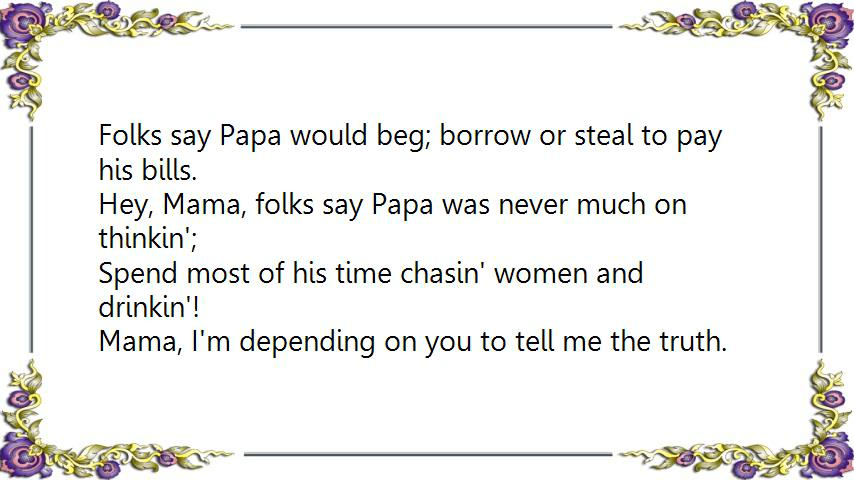 Folks say Papa would beg; borrow or steal to pay
his bills.
Hey, Mama, folks say Papa was never much on
thinkin';
Spend most of his time chasin' women and
drinkin'!
Mama, I'm depending on you to tell me the truth.